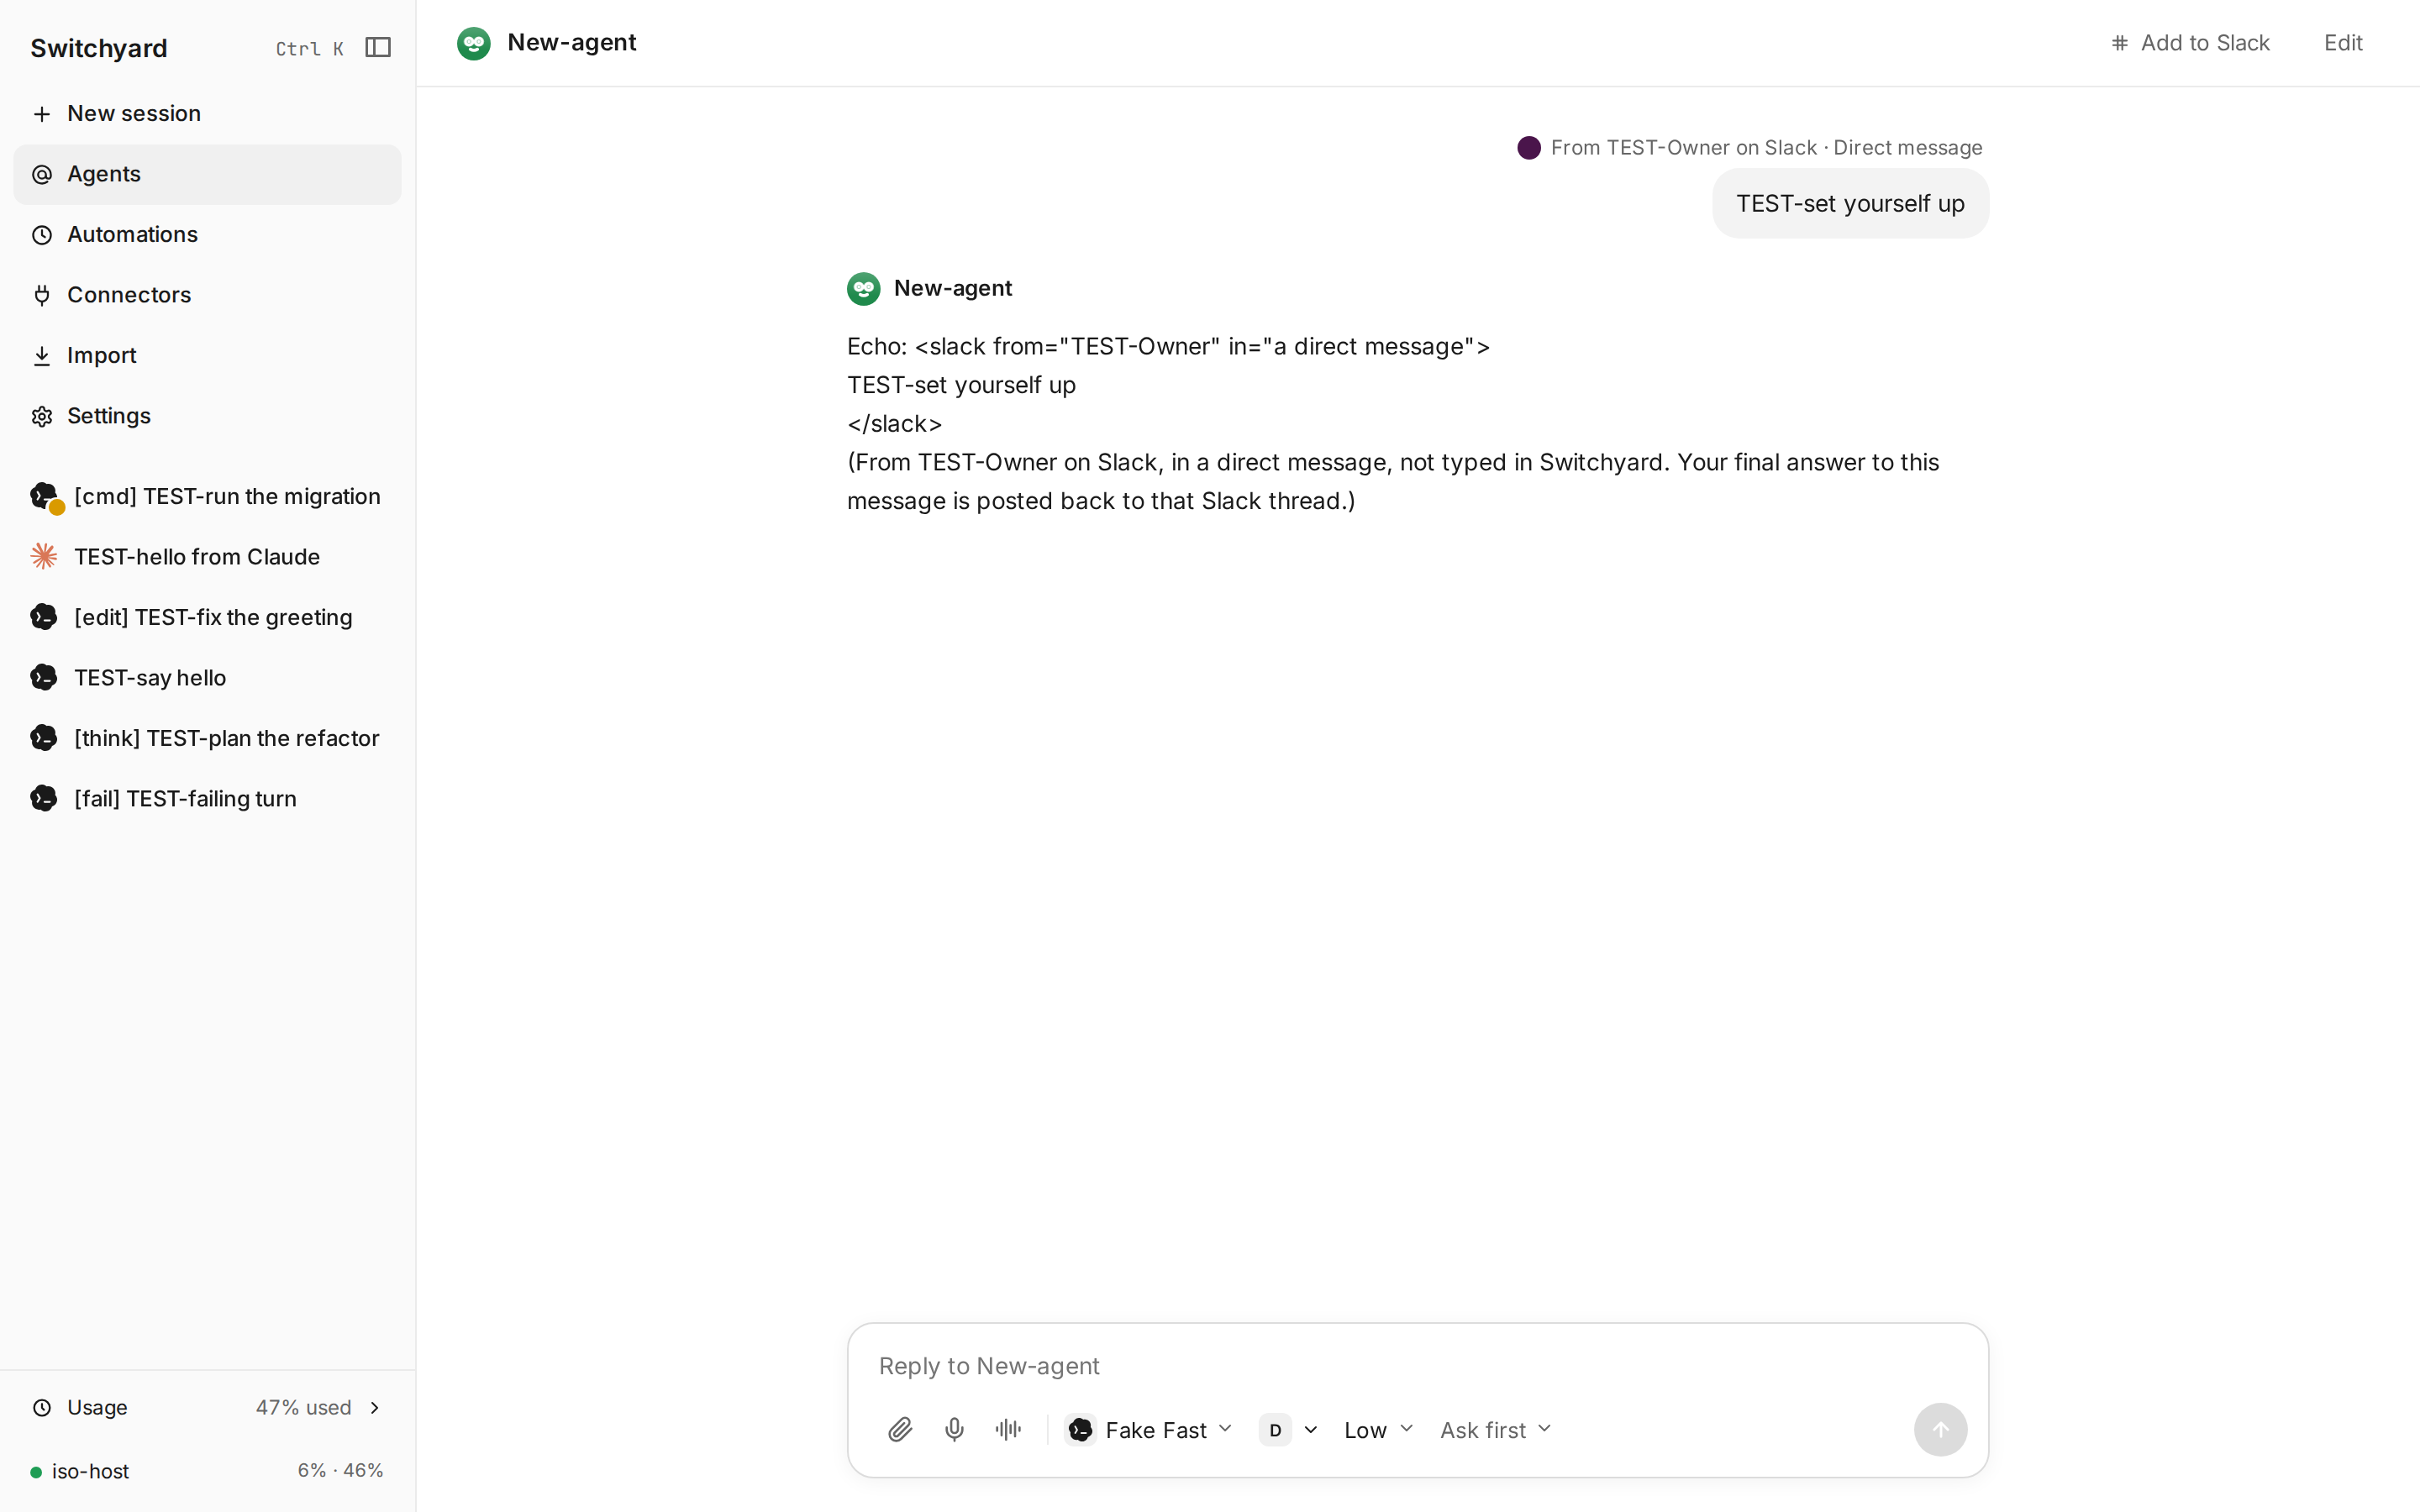 Switchyard
Ctrl K
New session
Agents
Automations
Connectors
Import
Settings
[cmd] TEST-run the migration
TEST-hello from Claude
[edit] TEST-fix the greeting
TEST-say hello
[think] TEST-plan the refactor
[fail] TEST-failing turn
Usage
47% used
iso-host
6% · 46%
New-agent
Add to Slack
Edit
From TEST-Owner on Slack · Direct message
TEST-set yourself up
New-agent
Echo: <slack from="TEST-Owner" in="a direct message">
TEST-set yourself up
</slack>
(From TEST-Owner on Slack, in a direct message, not typed in Switchyard. Your final answer to this
message is posted back to that Slack thread.)
Reply to New-agent
Fake Fast
D
Low
Ask first